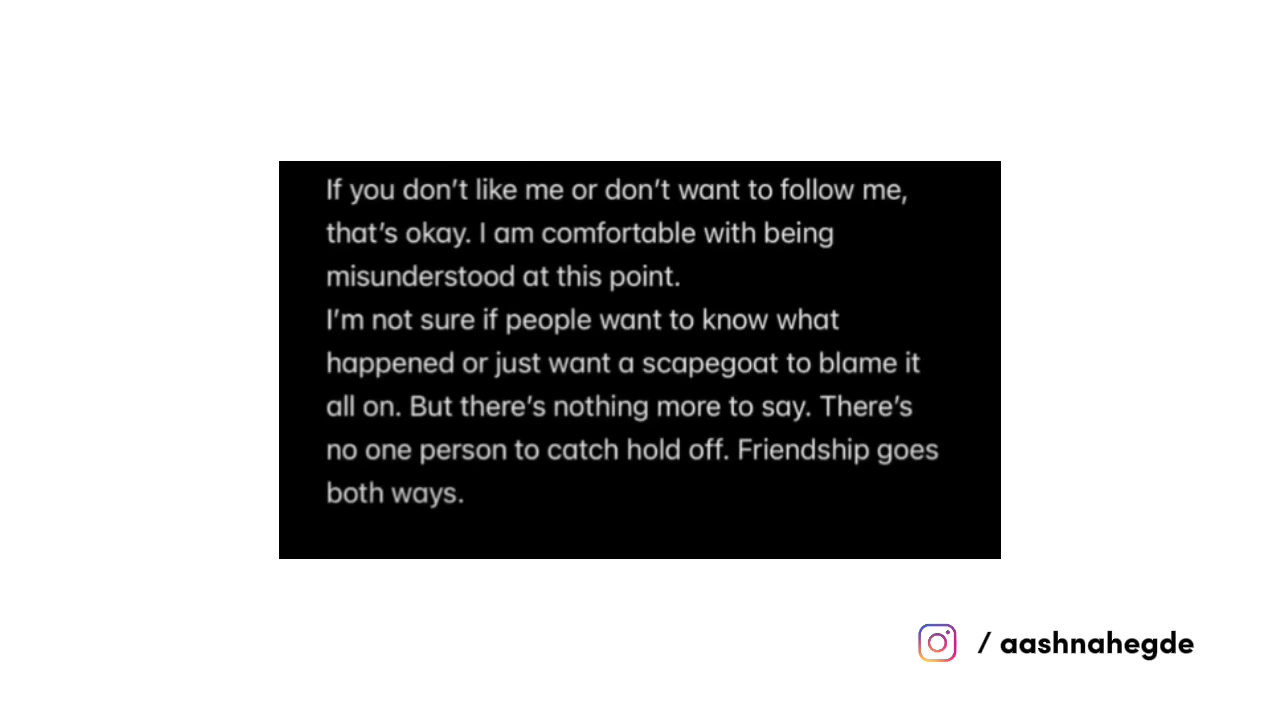 If you don’t like me or don’t want to follow me,
that’s okay. I am comfortable with being
misunderstood at this point.
I’m not sure if people want to know what
happened or just want a scapegoat to blame it
all on. But there’s nothing more to say. There’s
no one person to catch hold off. Friendship goes
both ways.
/ aashnahegde